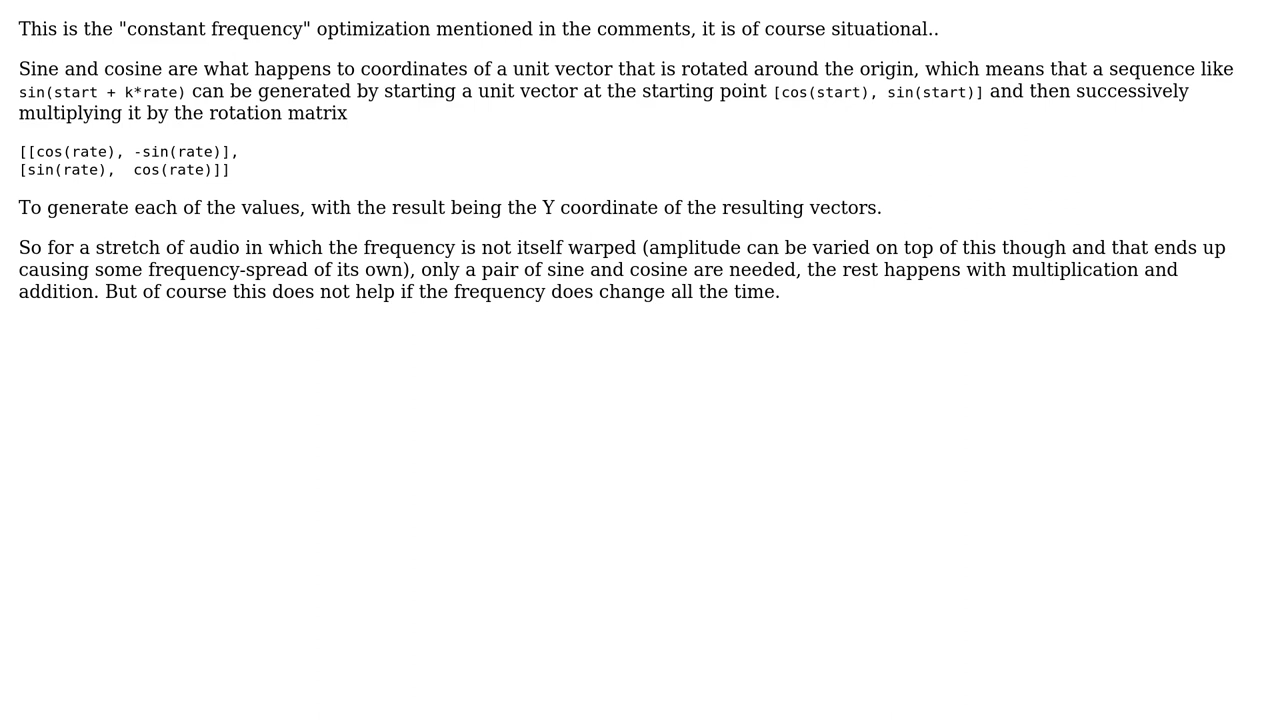 This is the "constant frequency" optimization mentioned in the comments, it is of course situational..
Sine and cosine are what happens to coordinates of a unit vector that is rotated around the origin, which means that a sequence like
sin(start + k*rate) can be generated by starting a unit vector at the starting point [cos(start), sin(start)] and then successively
multiplying it by the rotation matrix
[[cos(rate), -sin(rate)],
[sin(rate),  cos(rate)]]
To generate each of the values, with the result being the Y coordinate of the resulting vectors.
So for a stretch of audio in which the frequency is not itself warped (amplitude can be varied on top of this though and that ends up
causing some frequency-spread of its own), only a pair of sine and cosine are needed, the rest happens with multiplication and
addition. But of course this does not help if the frequency does change all the time.